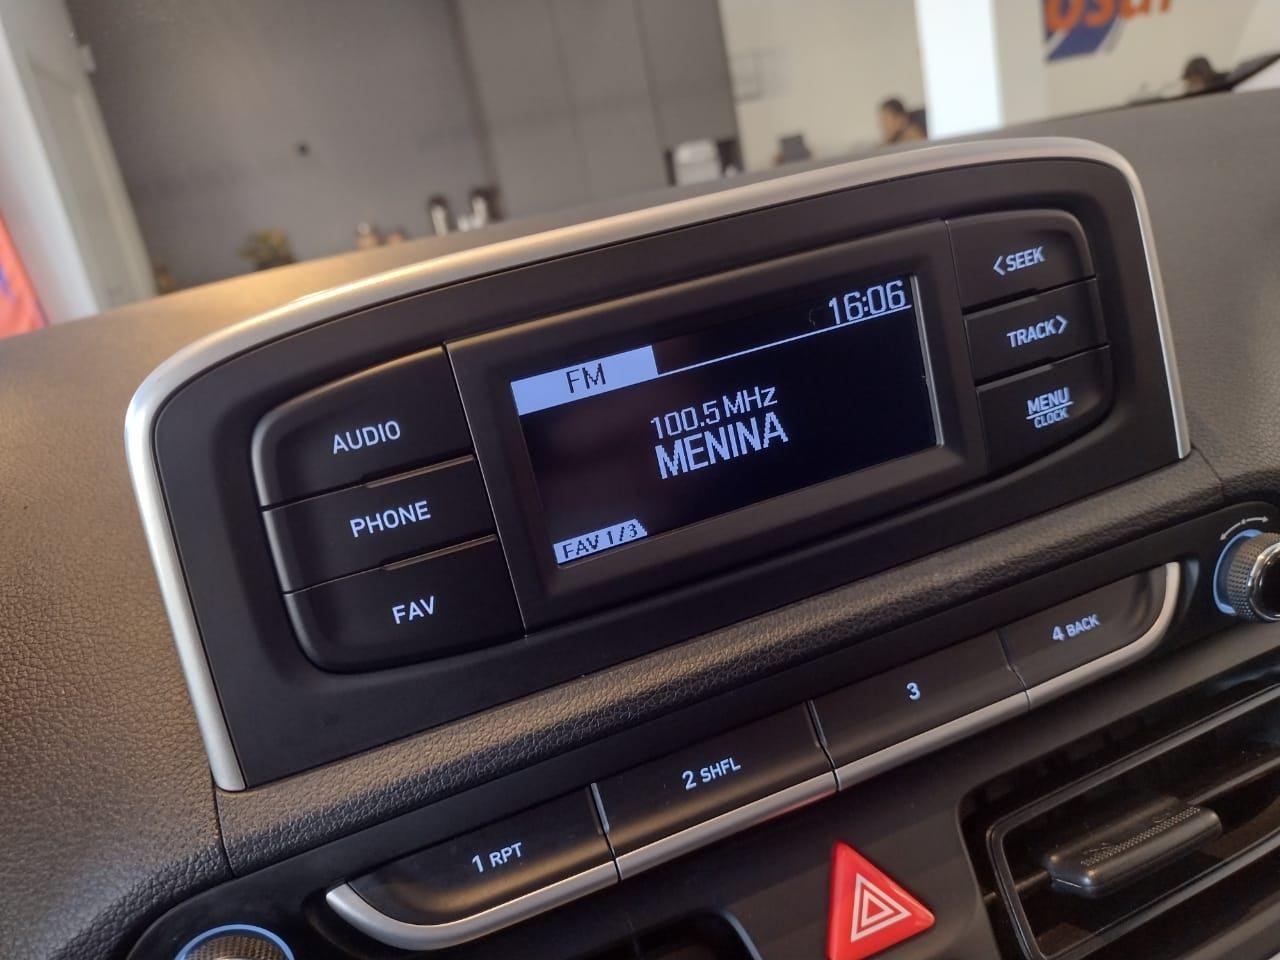 16:06
FM
100.5 MHz
MENINA
FAV 1/3
AUDIO
PHONE
FAV
<SEEK
TRACK>
MENU
CLOCK
1 RPT
2 SHFL
3
4 BACK